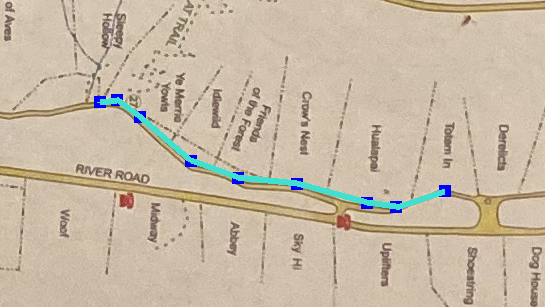 of Aves
Sleepy
Hollow
AT TRAIL
27
Ye Merrie
Yowls
Idlewild
Friends
of the Forest
Crow's Nest
Hualapai
Totem In
Derelicts
RIVER ROAD
Woof
Midway
Abbey
Sky Hi
Uplifters
Shoestring
Dog House